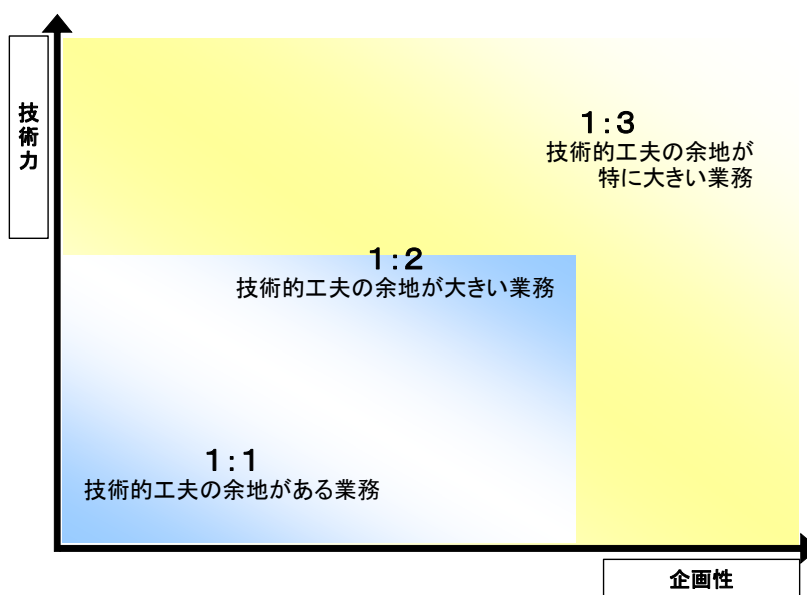 技術力
1:3
技術的工夫の余地が
特に大きい業務
1:2
技術的工夫の余地が大きい業務
1:1
技術的工夫の余地がある業務
企画性